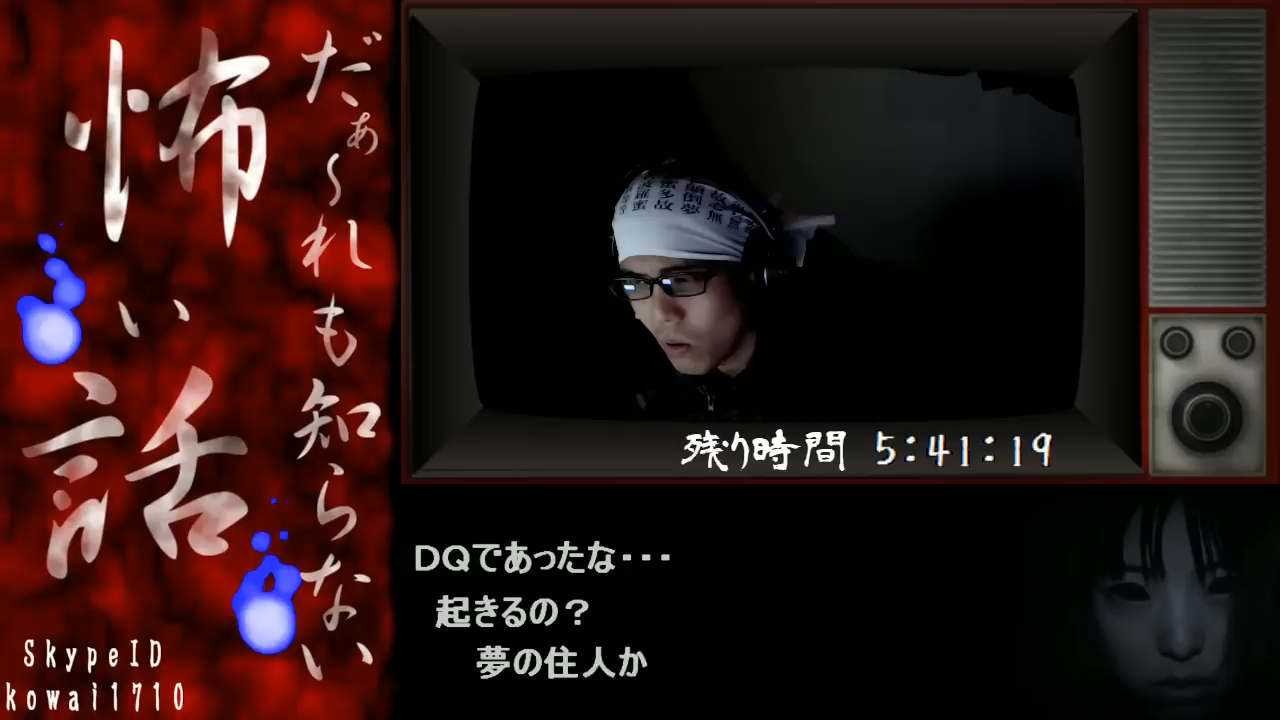 だぁ～れも知らない
怖い話
SkypeID
kowai1710
残り時間 5:41:19
DQであったな・・・
起きるの？
夢の住人か